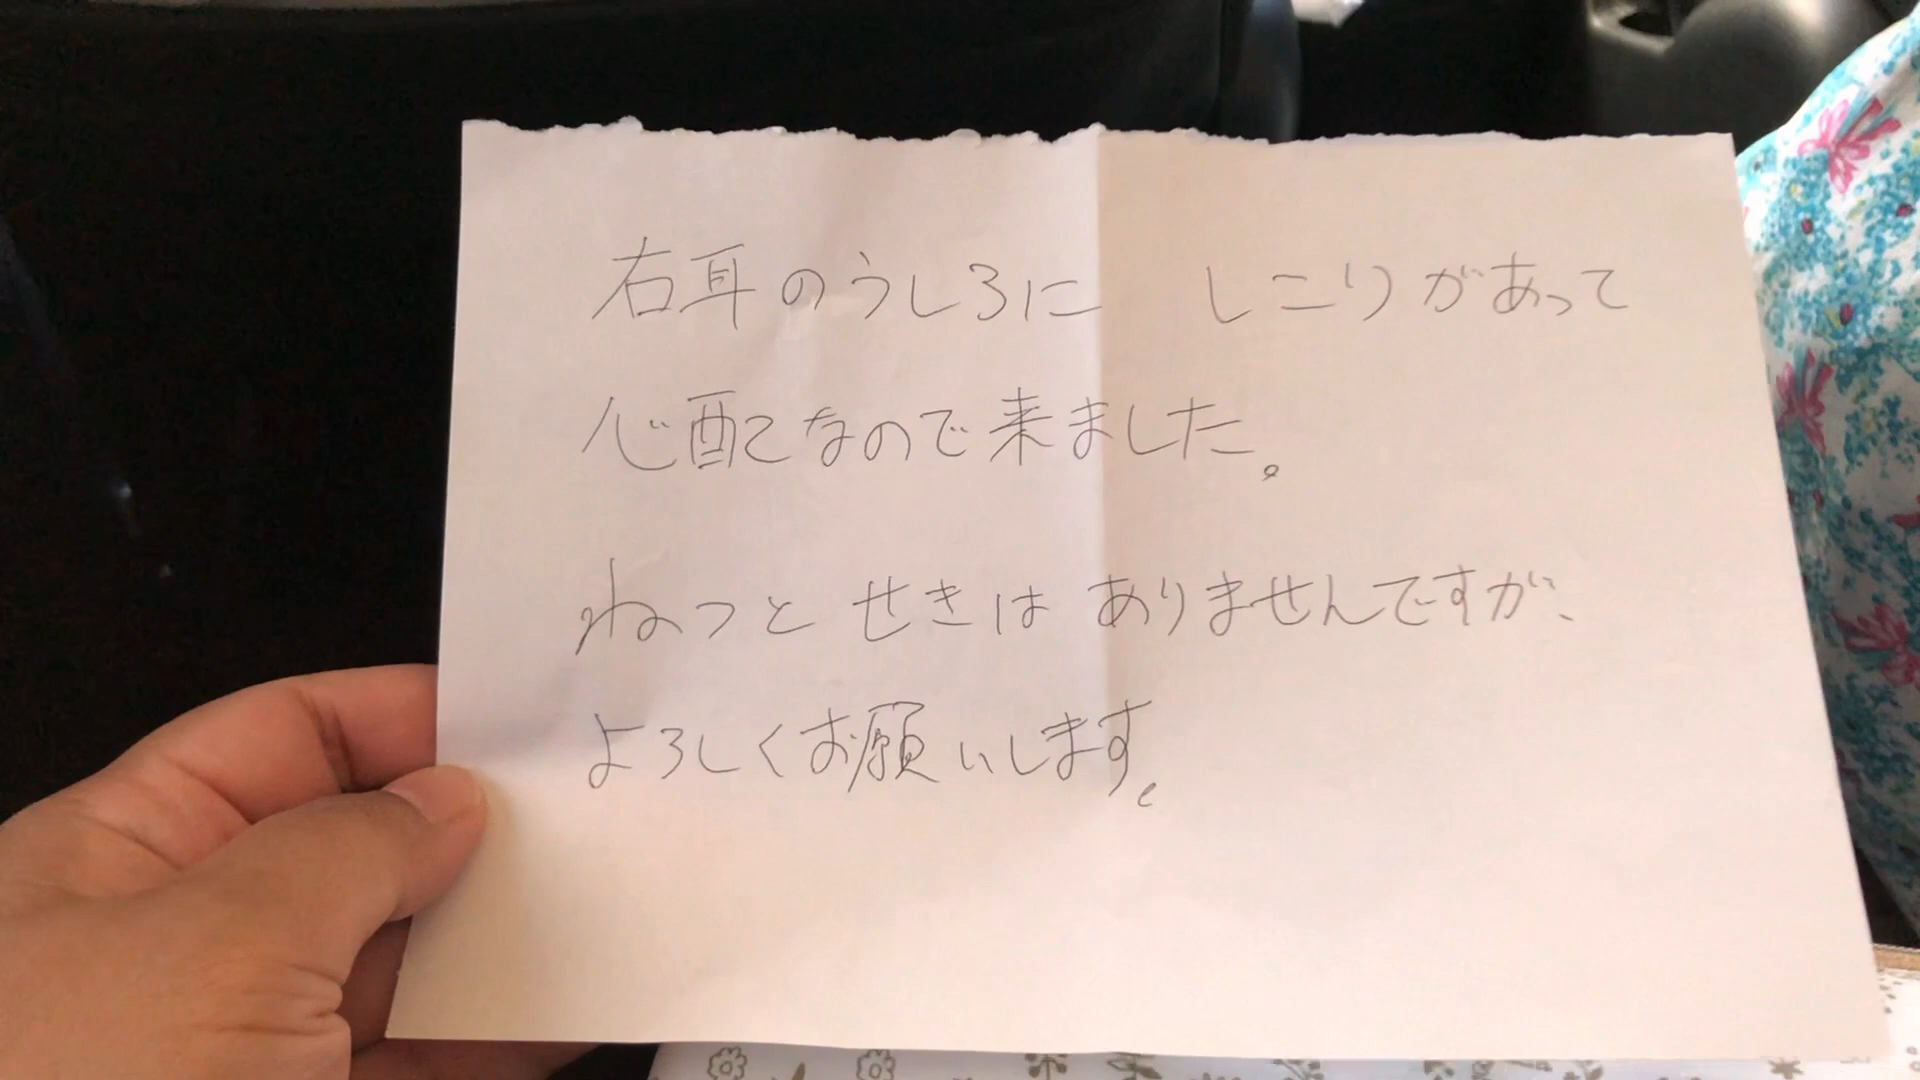 右耳のうしろに しこりがあって
心配なので来ました。
ねつと せきは ありませんですが、
よろしくお願いします。